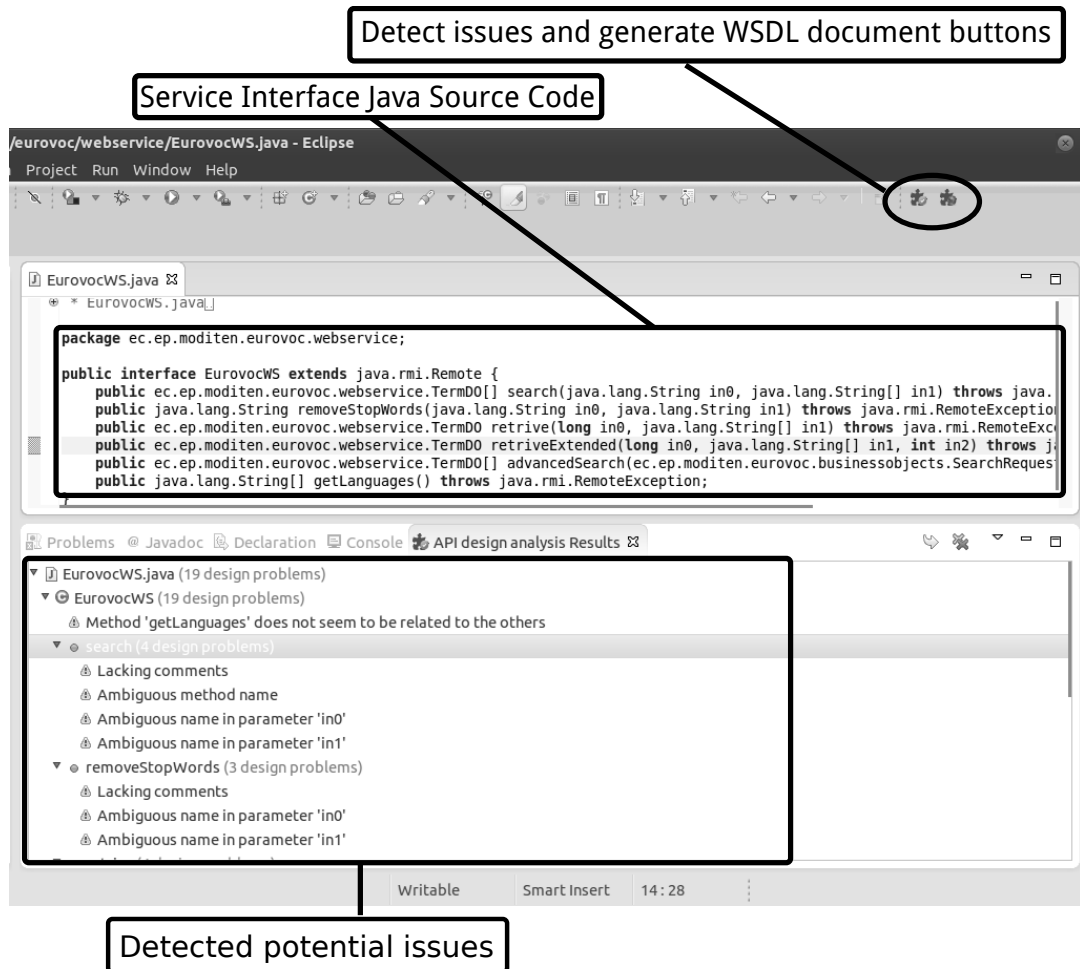 Detect issues and generate WSDL document buttons
Service Interface Java Source Code
/eurovoc/webservice/EurovocWS.java - Eclipse
Project Run Window Help
EurovocWS.java
* EurovocWS.java
package ec.ep.moditen.eurovoc.webservice;
public interface EurovocWS extends java.rmi.Remote {
public ec.ep.moditen.eurovoc.webservice.TermDO[] search(java.lang.String in0, java.lang.String[] in1) throws java.
public java.lang.String removeStopWords(java.lang.String in0, java.lang.String in1) throws java.rmi.RemoteException
public ec.ep.moditen.eurovoc.webservice.TermDO retrive(long in0, java.lang.String[] in1) throws java.rmi.RemoteExc
public ec.ep.moditen.eurovoc.webservice.TermDO retriveExtended(long in0, java.lang.String[] in1, int in2) throws ja
public ec.ep.moditen.eurovoc.webservice.TermDO[] advancedSearch(ec.ep.moditen.eurovoc.businessobjects.SearchReques
public java.lang.String[] getLanguages() throws java.rmi.RemoteException;
}
Problems @ Javadoc Declaration Console API design analysis Results
EurovocWS.java (19 design problems)
EurovocWS (19 design problems)
Method 'getLanguages' does not seem to be related to the others
search (4 design problems)
Lacking comments
Ambiguous method name
Ambiguous name in parameter 'in0'
Ambiguous name in parameter 'in1'
removeStopWords (3 design problems)
Lacking comments
Ambiguous name in parameter 'in0'
Ambiguous name in parameter 'in1'
Writable Smart Insert 14 : 28
Detected potential issues